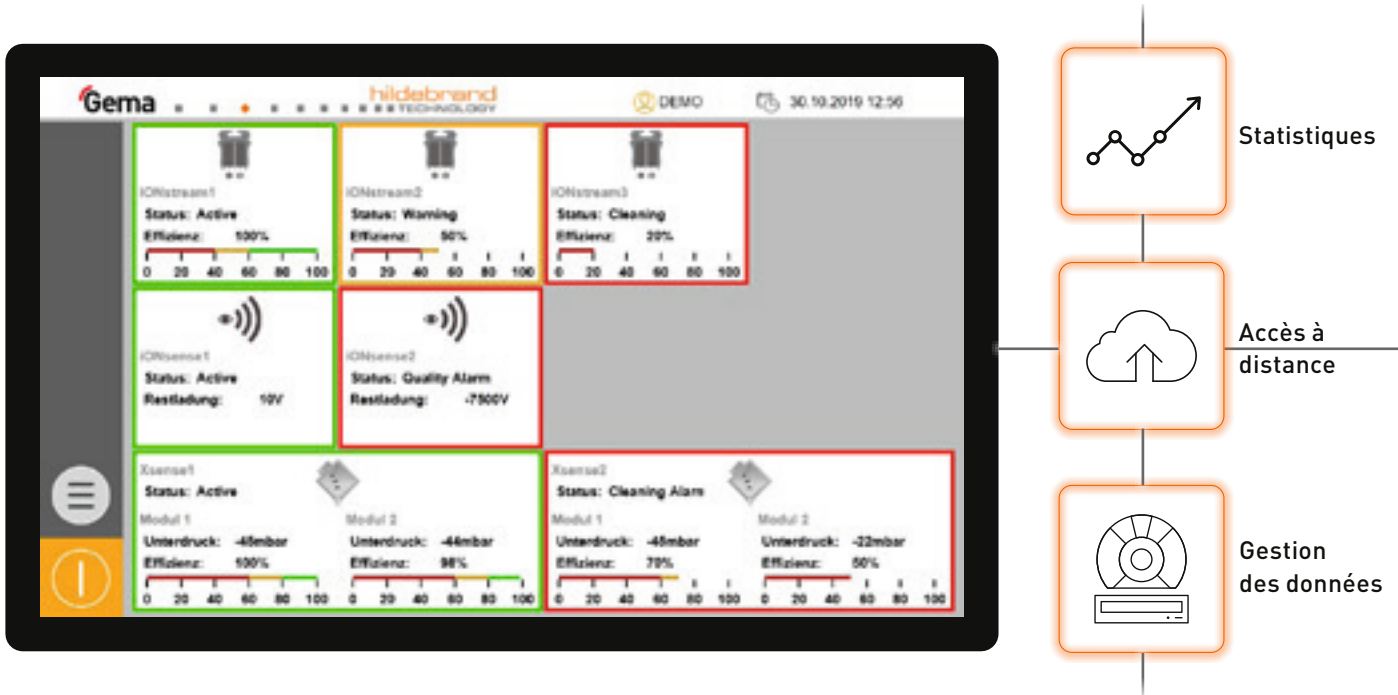 Gema
hildebrand
TECHNOLOGY
DEMO
30.10.2019 12:56
iONstream1
Status: Active
Effizienz: 100%
0 20 40 60 80 100
iONstream2
Status: Warning
Effizienz: 50%
0 20 40 60 80 100
iONstream3
Status: Cleaning
Effizienz: 20%
0 20 40 60 80 100
iONsense1
Status: Active
Restladung: 10V
iONsense2
Status: Quality Alarm
Restladung: -7500V
Xsense1
Status: Active
Modul 1
Unterdruck: -45mbar
Effizienz: 100%
0 20 40 60 80 100
Modul 2
Unterdruck: -44mbar
Effizienz: 98%
0 20 40 60 80 100
Xsense2
Status: Cleaning Alarm
Modul 1
Unterdruck: -45mbar
Effizienz: 70%
0 20 40 60 80 100
Modul 2
Unterdruck: -22mbar
Effizienz: 50%
0 20 40 60 80 100
Statistiques
Accès à
distance
Gestion
des données